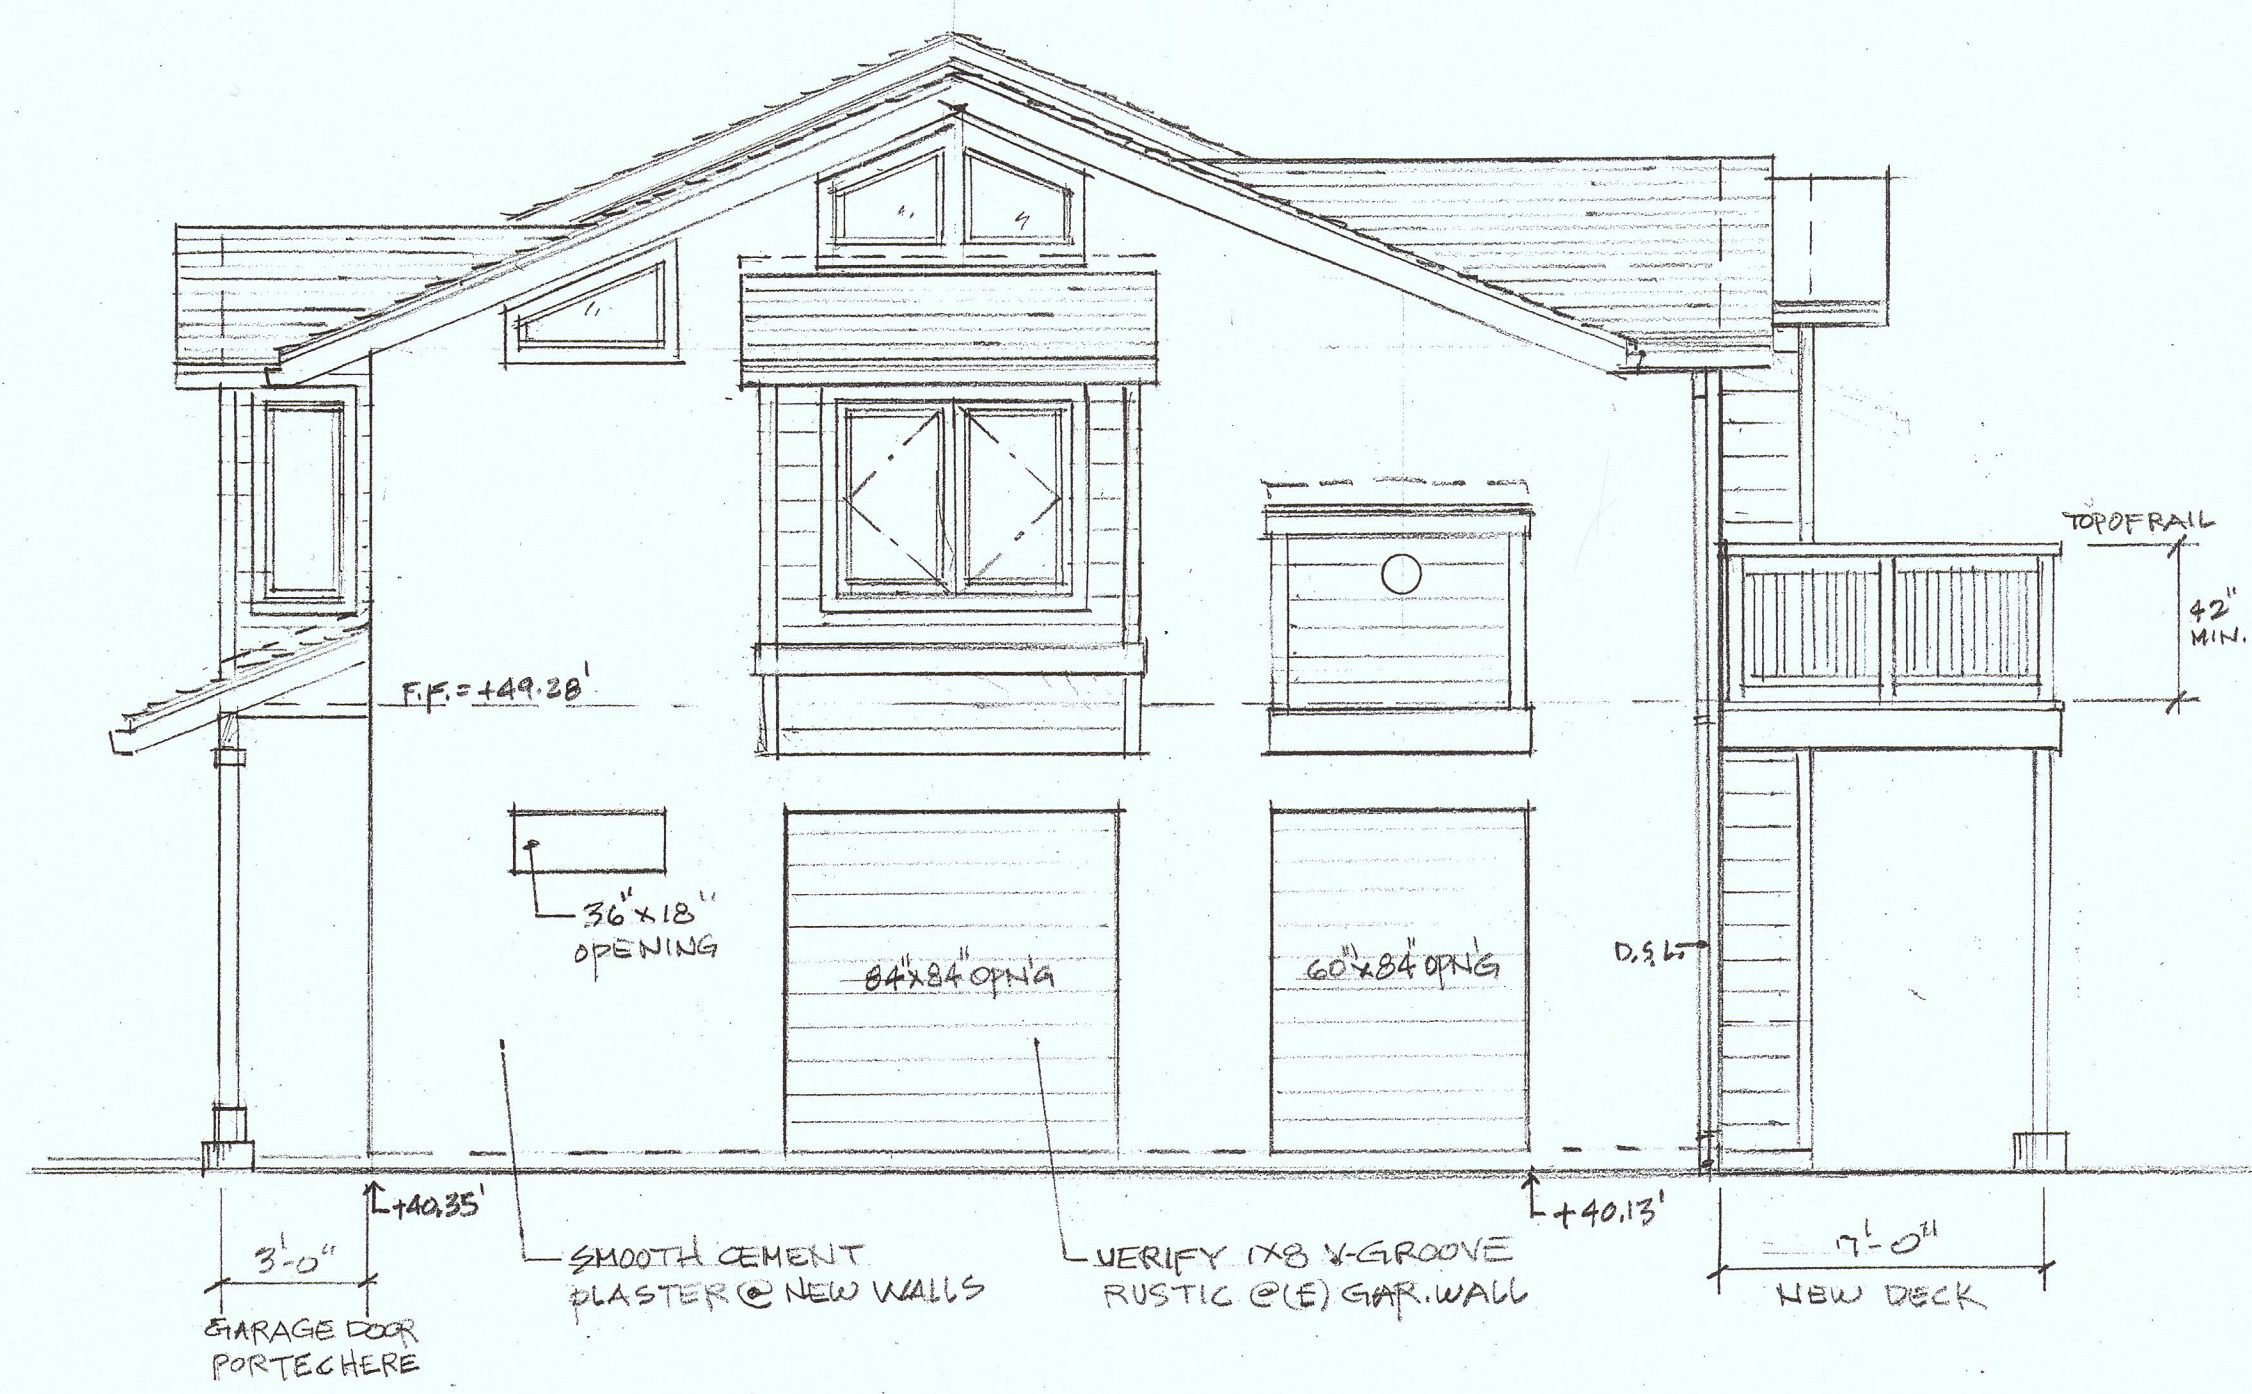 TOP OF RAIL
42"
MIN.
F.F. = +49.28'
36" x 18"
OPENING
84" x 84" OPN'G
60" x 84" OPN'G
D.S.L.
+40.35'
+40.13'
3'-0"
SMOOTH CEMENT
PLASTER @ NEW WALLS
VERIFY 1X8 V-GROOVE
RUSTIC @ (E) GAR. WALL
7'-0"
NEW DECK
GARAGE DOOR
PORTECHERE